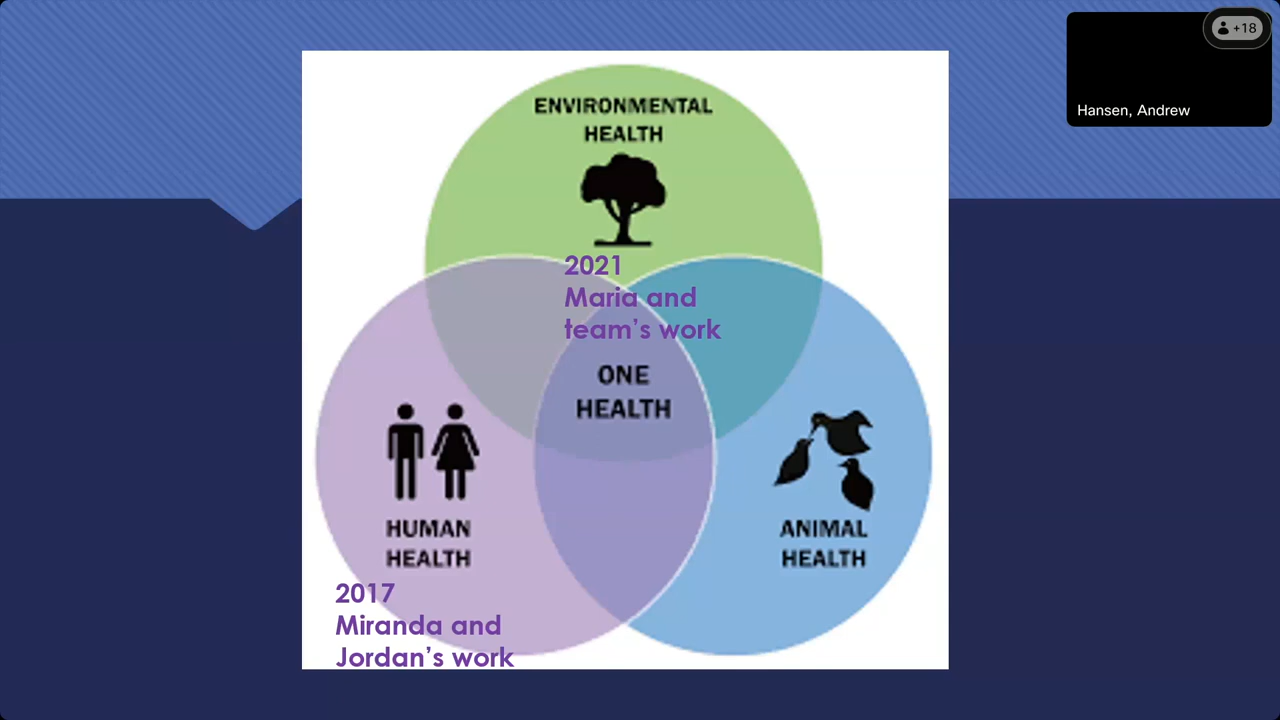 +18
Hansen, Andrew
ENVIRONMENTAL
HEALTH
2021
Maria and
team’s work
ONE
HEALTH
HUMAN
HEALTH
ANIMAL
HEALTH
2017
Miranda and
Jordan’s work